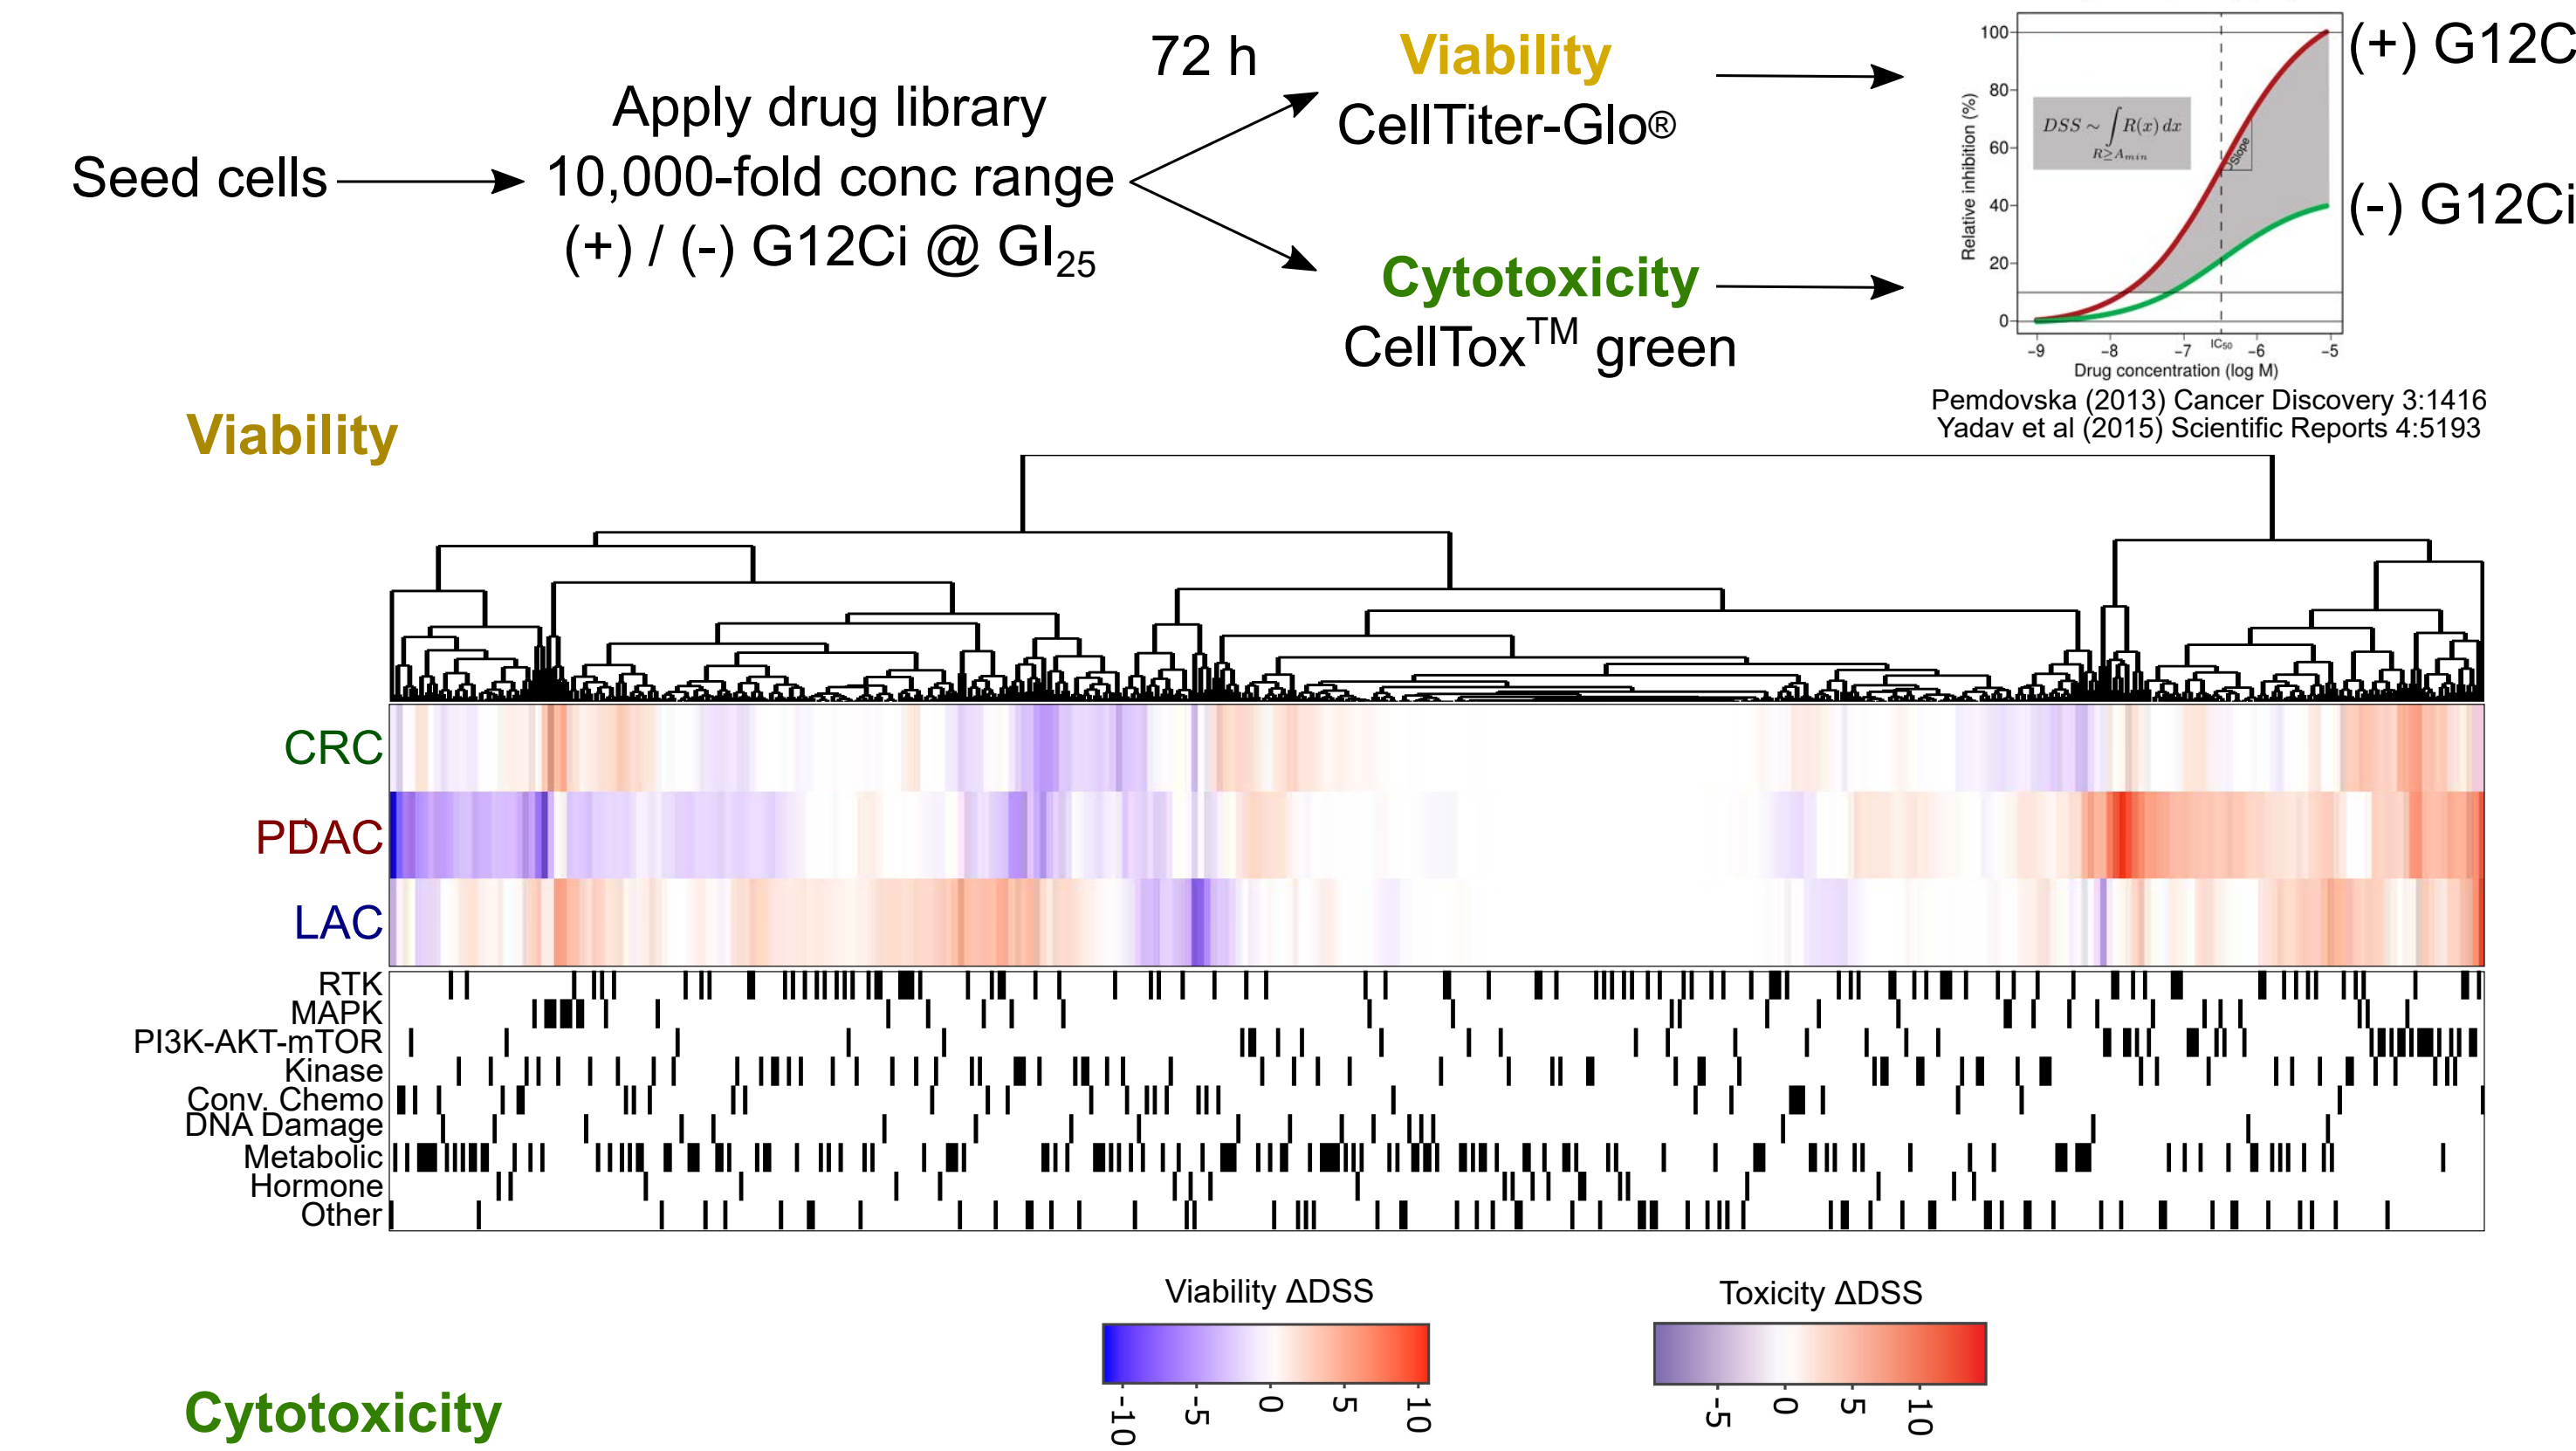 Seed cells
Apply drug library
10,000-fold conc range
(+) / (-) G12Ci @ GI25
72 h
Viability
CellTiter-Glo®
Cytotoxicity
CellTox™ green
Relative inhibition (%)
100
80
60
40
20
0
DSS ~ ∫ R(x) dx
R≥Amin
Slope
-9
-8
-7
IC50
-6
-5
Drug concentration (log M)
(+) G12C
(-) G12Ci
Pemdovska (2013) Cancer Discovery 3:1416
Yadav et al (2015) Scientific Reports 4:5193
Viability
CRC
PDAC
LAC
RTK
MAPK
PI3K-AKT-mTOR
Kinase
Conv. Chemo
DNA Damage
Metabolic
Hormone
Other
Viability ΔDSS
-10
-5
0
5
10
Toxicity ΔDSS
-5
0
5
10
Cytotoxicity